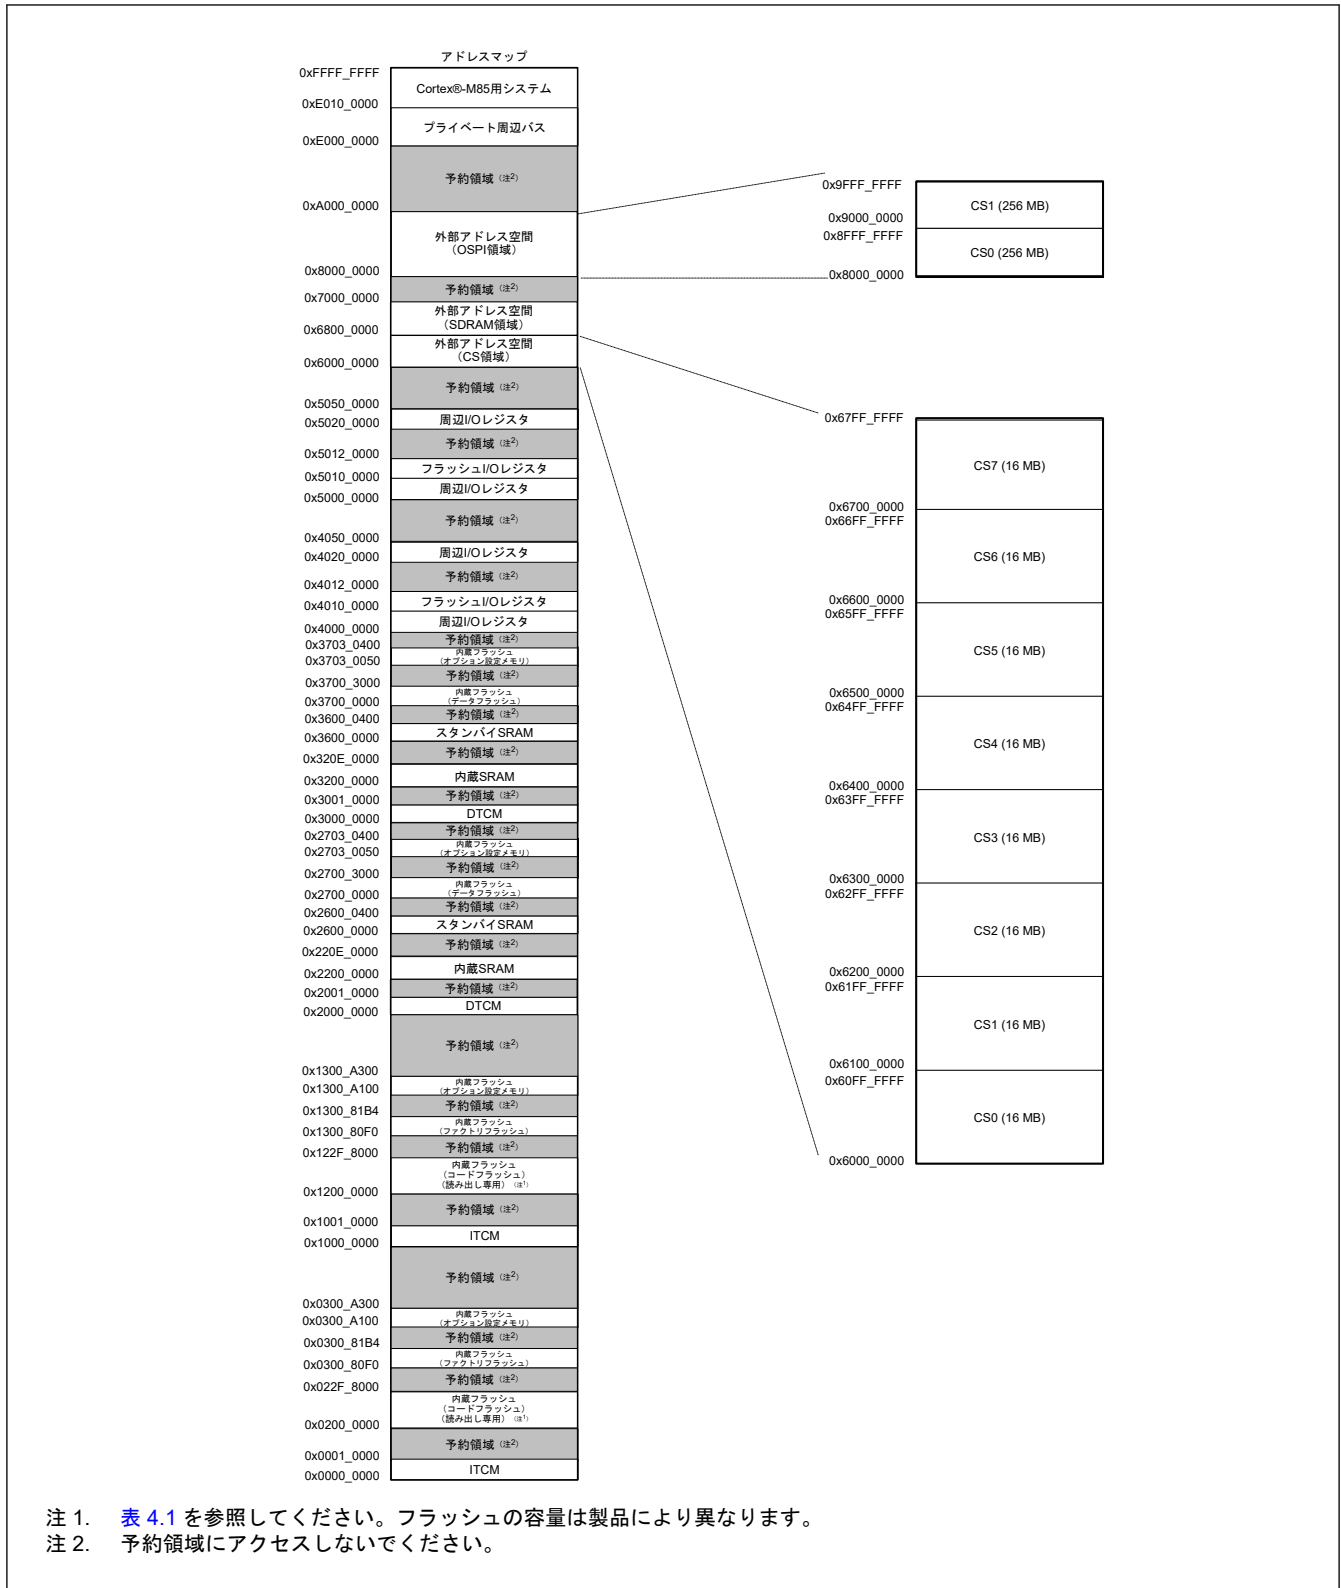 アドレスマップ
0xFFFF_FFFF
Cortex®-M85用システム
0xE010_0000
プライベート周辺バス
0xE000_0000
予約領域（注2）
0xA000_0000
外部アドレス空間
（OSPI領域）
0x8000_0000
予約領域（注2）
0x7000_0000
外部アドレス空間
（SDRAM領域）
0x6800_0000
外部アドレス空間
（CS領域）
0x6000_0000
予約領域（注2）
0x5050_0000
周辺I/Oレジスタ
0x5020_0000
予約領域（注2）
0x5012_0000
フラッシュI/Oレジスタ
0x5010_0000
周辺I/Oレジスタ
0x5000_0000
予約領域（注2）
0x4050_0000
周辺I/Oレジスタ
0x4020_0000
予約領域（注2）
0x4012_0000
フラッシュI/Oレジスタ
0x4010_0000
周辺I/Oレジスタ
0x4000_0000
予約領域（注2）
0x3703_0400
内蔵フラッシュ
（オプション設定メモリ）
0x3703_0050
予約領域（注2）
0x3700_3000
内蔵フラッシュ
（データフラッシュ）
0x3700_0000
予約領域（注2）
0x3600_0400
スタンバイSRAM
0x3600_0000
予約領域（注2）
0x320E_0000
内蔵SRAM
0x3200_0000
予約領域（注2）
0x3001_0000
DTCM
0x3000_0000
予約領域（注2）
0x2703_0400
内蔵フラッシュ
（オプション設定メモリ）
0x2703_0050
予約領域（注2）
0x2700_3000
内蔵フラッシュ
（データフラッシュ）
0x2700_0000
予約領域（注2）
0x2600_0400
スタンバイSRAM
0x2600_0000
予約領域（注2）
0x220E_0000
内蔵SRAM
0x2200_0000
予約領域（注2）
0x2001_0000
DTCM
0x2000_0000
予約領域（注2）
0x1300_A300
内蔵フラッシュ
（オプション設定メモリ）
0x1300_A100
予約領域（注2）
0x1300_81B4
内蔵フラッシュ
（ファクトリフラッシュ）
0x1300_80F0
予約領域（注2）
0x122F_8000
内蔵フラッシュ
（コードフラッシュ）
（読み出し専用）（注1）
0x1200_0000
予約領域（注2）
0x1001_0000
ITCM
0x1000_0000
予約領域（注2）
0x0300_A300
内蔵フラッシュ
（オプション設定メモリ）
0x0300_A100
予約領域（注2）
0x0300_81B4
内蔵フラッシュ
（ファクトリフラッシュ）
0x0300_80F0
予約領域（注2）
0x022F_8000
内蔵フラッシュ
（コードフラッシュ）
（読み出し専用）（注1）
0x0200_0000
予約領域（注2）
0x0001_0000
ITCM
0x0000_0000
0x9FFF_FFFF
CS1 (256 MB)
0x9000_0000
0x8FFF_FFFF
CS0 (256 MB)
0x8000_0000
0x67FF_FFFF
CS7 (16 MB)
0x6700_0000
0x66FF_FFFF
CS6 (16 MB)
0x6600_0000
0x65FF_FFFF
CS5 (16 MB)
0x6500_0000
0x64FF_FFFF
CS4 (16 MB)
0x6400_0000
0x63FF_FFFF
CS3 (16 MB)
0x6300_0000
0x62FF_FFFF
CS2 (16 MB)
0x6200_0000
0x61FF_FFFF
CS1 (16 MB)
0x6100_0000
0x60FF_FFFF
CS0 (16 MB)
0x6000_0000
注 1. 表 4.1 を参照してください。フラッシュの容量は製品により異なります。
注 2. 予約領域にアクセスしないでください。